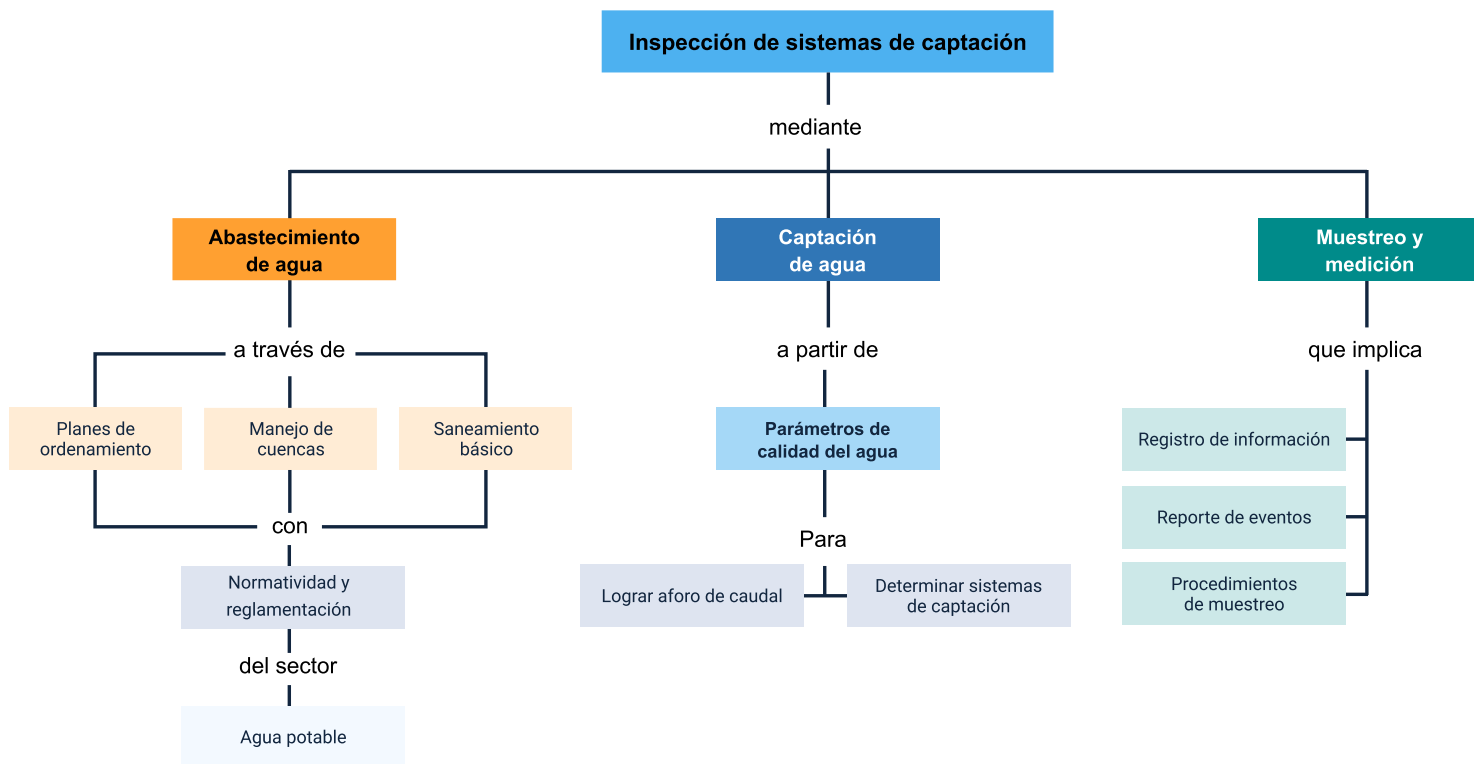 Inspección de sistemas de captación
mediante
Abastecimiento
de agua
a través de
Planes de
ordenamiento
Manejo de
cuencas
Saneamiento
básico
con
Normatividad y
reglamentación
del sector
Agua potable
Captación
de agua
a partir de
Parámetros de
calidad del agua
Para
Lograr aforo de caudal
Determinar sistemas
de captación
Muestreo y
medición
que implica
Registro de información
Reporte de eventos
Procedimientos
de muestreo